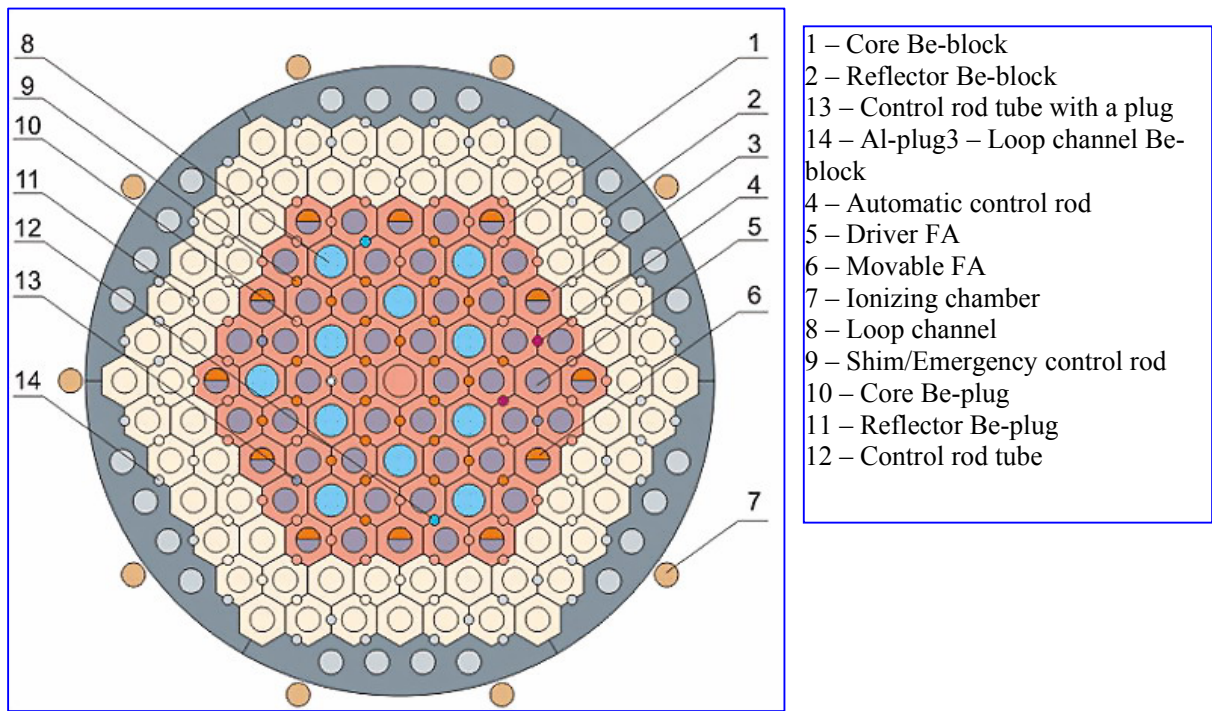 8
9
10
11
12
13
14
1
2
3
4
5
6
7
1 – Core Be-block
2 – Reflector Be-block
13 – Control rod tube with a plug
14 – Al-plug3 – Loop channel Be-
block
4 – Automatic control rod
5 – Driver FA
6 – Movable FA
7 – Ionizing chamber
8 – Loop channel
9 – Shim/Emergency control rod
10 – Core Be-plug
11 – Reflector Be-plug
12 – Control rod tube